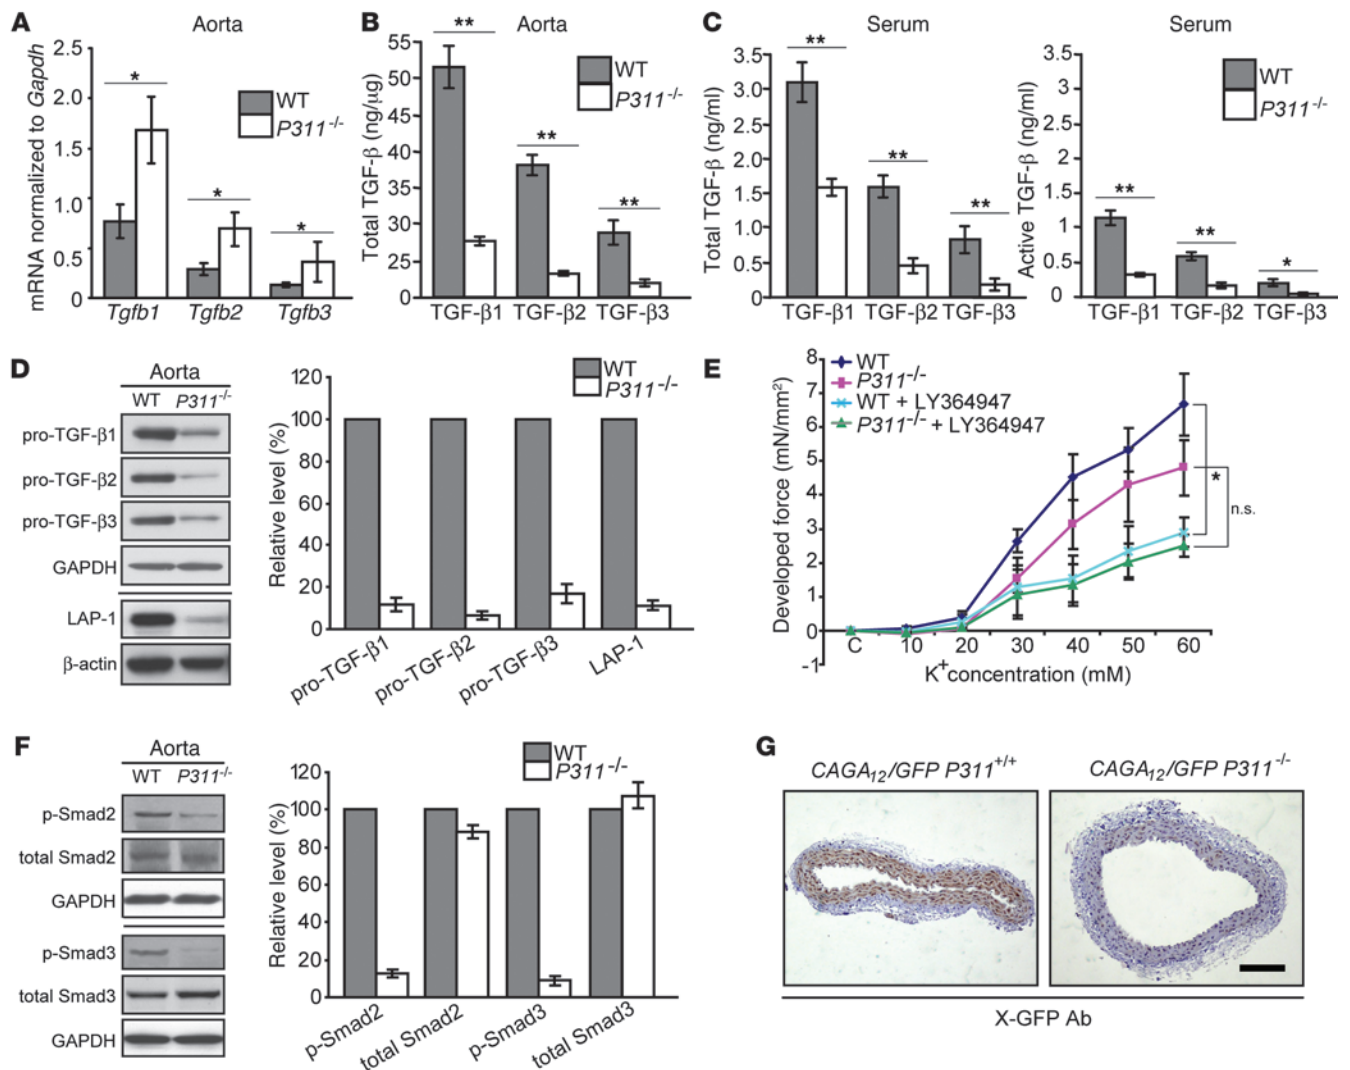 A
Aorta
mRNA normalized to Gapdh
2.5
2.0
1.5
1.0
0.5
0
*
*
*
WT
P311-/-
Tgfb1
Tgfb2
Tgfb3
B
Aorta
Total TGF-β (ng/μg)
55
45
40
35
30
25
0
**
**
**
WT
P311-/-
TGF-β1
TGF-β2
TGF-β3
C
Serum
Total TGF-β (ng/ml)
3.5
3.0
2.5
2.0
1.5
1.0
0.5
0
**
**
**
WT
P311-/-
TGF-β1
TGF-β2
TGF-β3
Serum
Active TGF-β (ng/ml)
3.5
3
2.5
2
1.5
1
0.5
0
**
**
*
WT
P311-/-
TGF-β1
TGF-β2
TGF-β3
D
Aorta
WT P311-/-
pro-TGF-β1
pro-TGF-β2
pro-TGF-β3
GAPDH
LAP-1
β-actin
Relative level (%)
120
100
80
60
40
20
0
WT
P311-/-
pro-TGF-β1
pro-TGF-β2
pro-TGF-β3
LAP-1
E
Developed force (mN/mm2)
8
7
6
5
4
3
2
1
0
-1
WT
P311-/-
WT + LY364947
P311-/- + LY364947
*
n.s.
C 10 20 30 40 50 60
K+concentration (mM)
F
Aorta
WT P311-/-
p-Smad2
total Smad2
GAPDH
p-Smad3
total Smad3
GAPDH
Relative level (%)
120
100
80
60
40
20
0
WT
P311-/-
p-Smad2
total Smad2
p-Smad3
total Smad3
G
CAGA12/GFP P311+/+
CAGA12/GFP P311-/-
X-GFP Ab